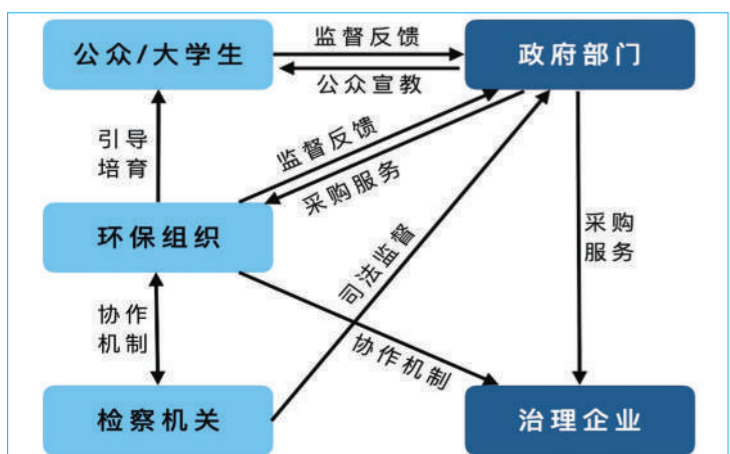 公众/大学生
监督反馈
政府部门
公众宣教
引导
培育
监督反馈
采购服务
环保组织
采购
服务
司法监督
协作
机制
协作机制
检察机关
治理企业